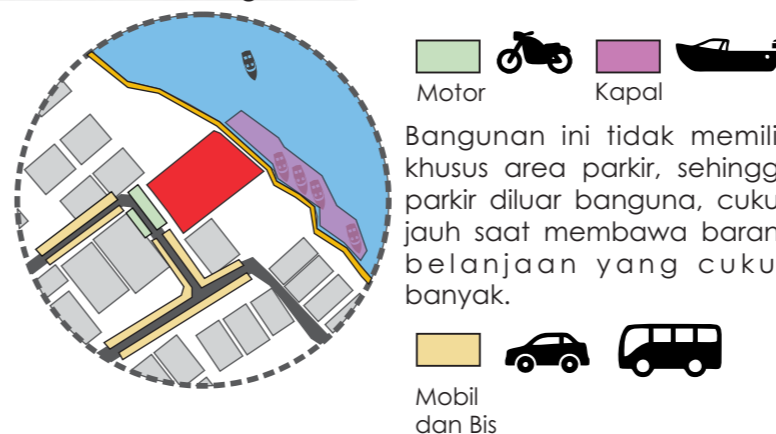 Motor
Kapal
Bangunan ini tidak memili
khusus area parkir, sehingg
parkir diluar banguna, cuku
jauh saat membawa baran
belanjaan yang cuku
banyak.
Mobil
dan Bis